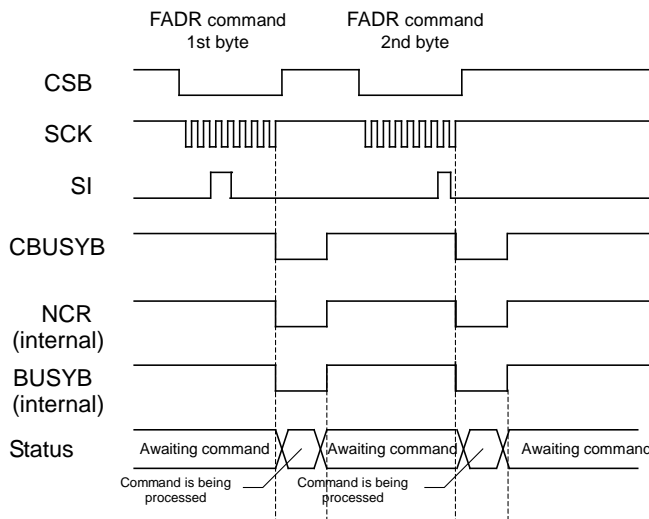 FADR command
1st byte
FADR command
2nd byte
CSB
SCK
SI
CBUSYB
NCR
(internal)
BUSYB
(internal)
Status
Awaiting command
Awaiting command
Awaiting command
Command is being
processed
Command is being
processed